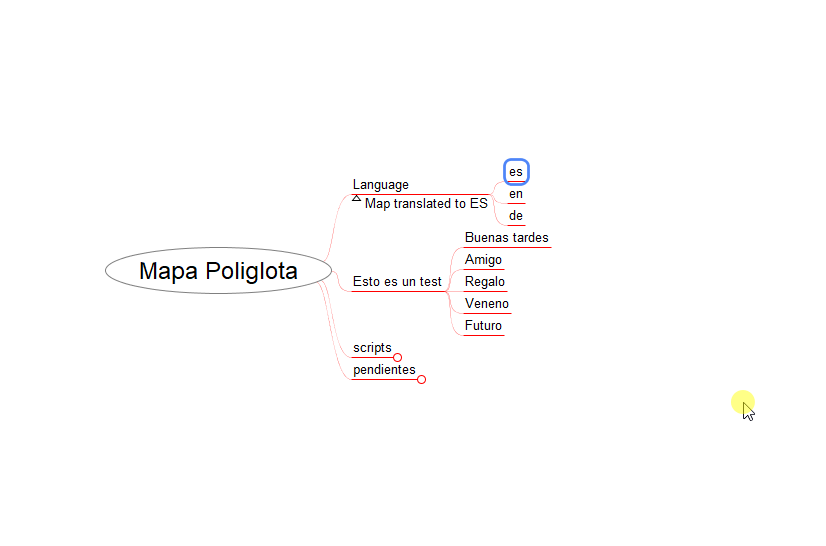 Mapa Poliglota
Language
Map translated to ES
es
en
de
Esto es un test
Buenas tardes
Amigo
Regalo
Veneno
Futuro
scripts
pendientes